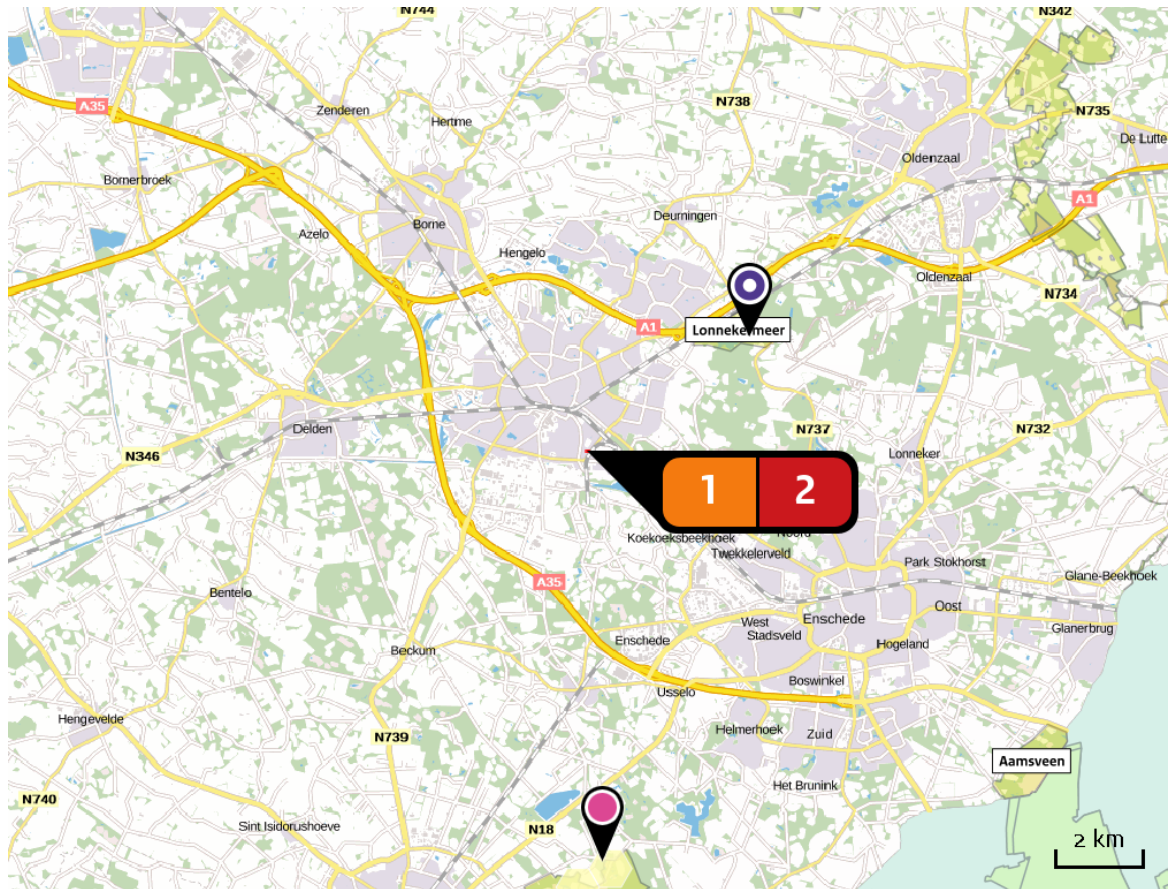 N744
N342
A35
Zenderen
Hertme
N738
N735
De Lutte
Oldenzaal
Bornerbroek
A1
Deurningen
Borne
Azelo
Hengelo
Oldenzaal
N734
A1
Lonnekermeer
Delden
N737
N732
N346
Lonneker
1
2
Koekoeksbeekhoek
Noord
Twekkelerveld
Park Stokhorst
Glane-Beekhoek
A35
Bentelo
Oost
West
Enschede
Stadsveld
Glanerbrug
Enschede
Hogeland
Beckum
Boswinkel
Usselo
Hengevelde
Helmerhoek
Zuid
N739
Aamsveen
Het Brunink
N740
Sint Isidorushoeve
N18
2 km